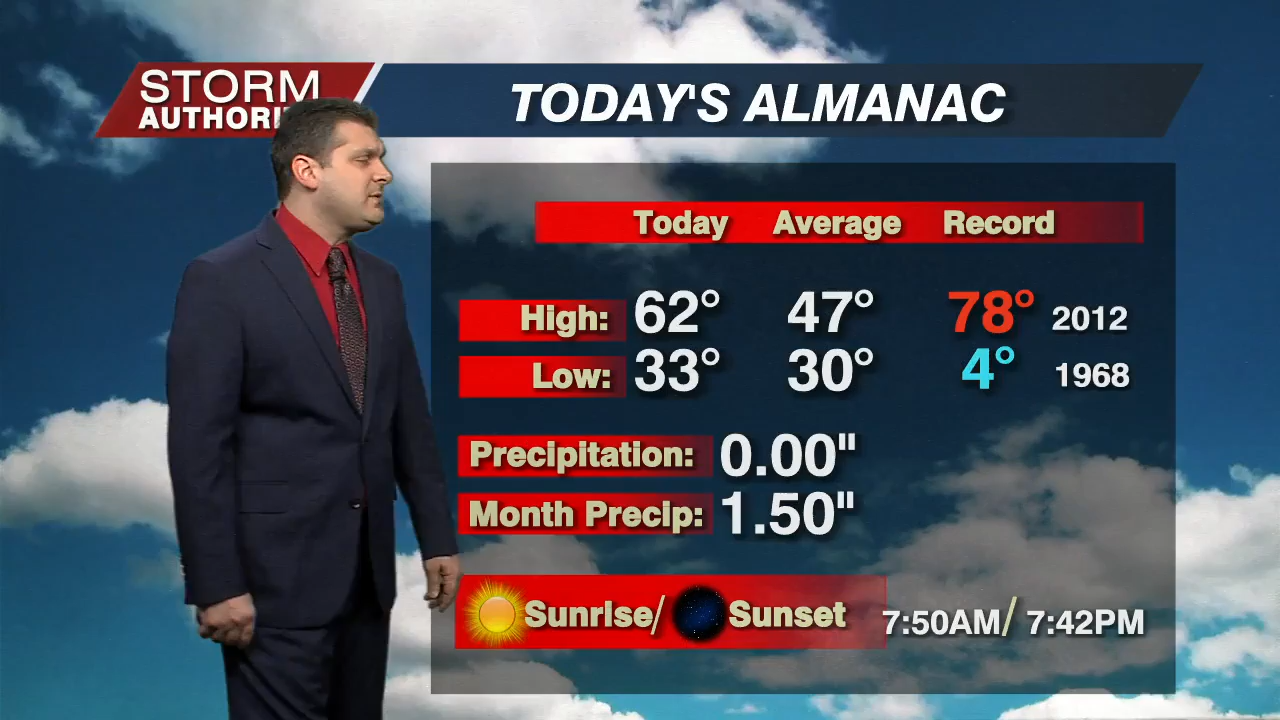 STORM
AUTHORI
TODAY'S ALMANAC
Today Average Record
High: 62° 47° 78° 2012
Low: 33° 30° 4° 1968
Precipitation: 0.00"
Month Precip: 1.50"
Sunrise/ Sunset 7:50AM/ 7:42PM